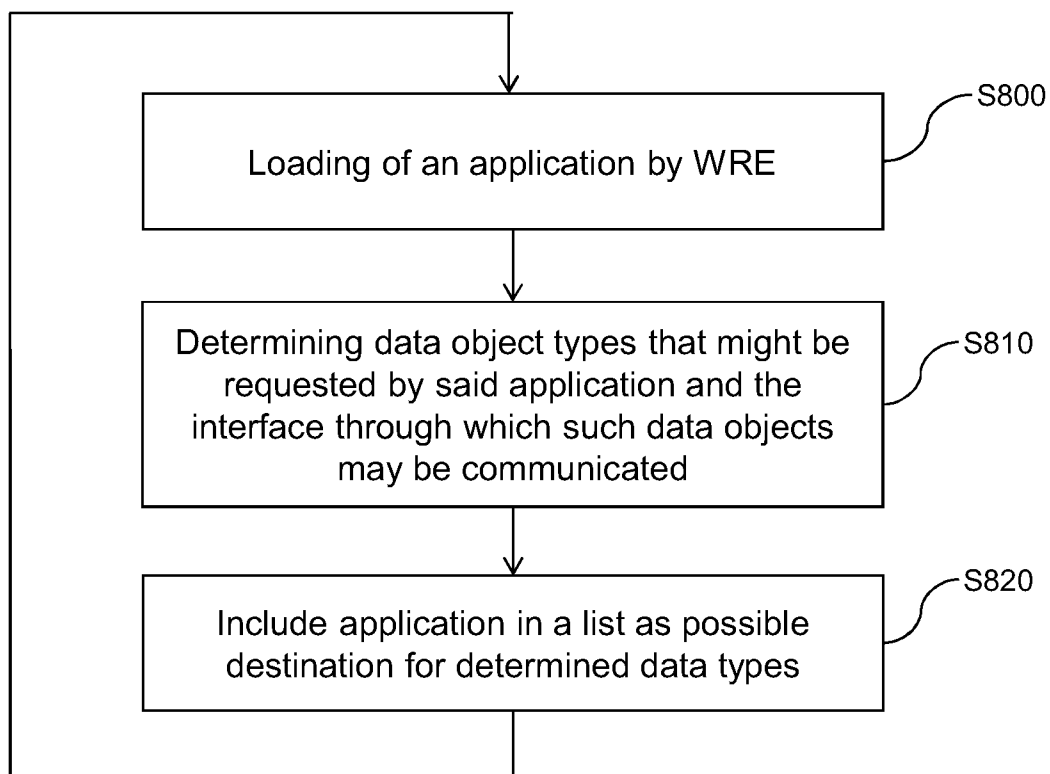 S800
Loading of an application by WRE
S810
Determining data object types that might be
requested by said application and the
interface through which such data objects
may be communicated
S820
Include application in a list as possible
destination for determined data types